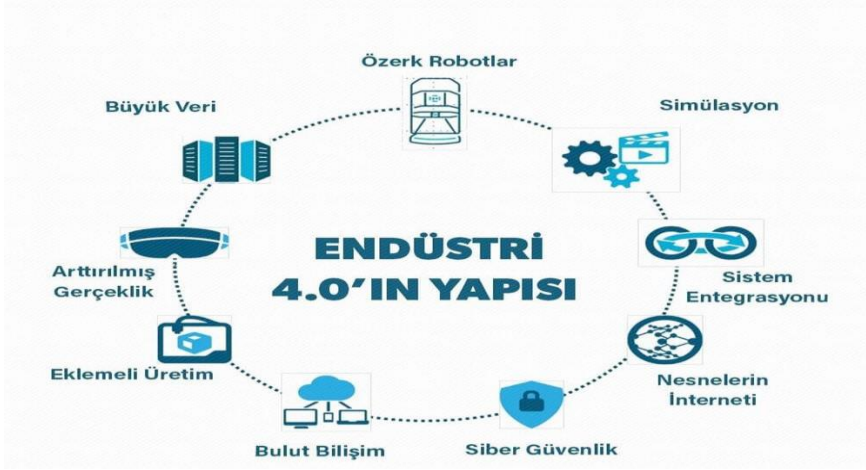 Özerk Robotlar
Büyük Veri
Simülasyon
ENDÜSTRİ
4.0’IN YAPISI
Arttırılmış
Gerçeklik
Sistem
Entegrasyonu
Eklemeli Üretim
Nesnelerin
İnterneti
Bulut Bilişim
Siber Güvenlik